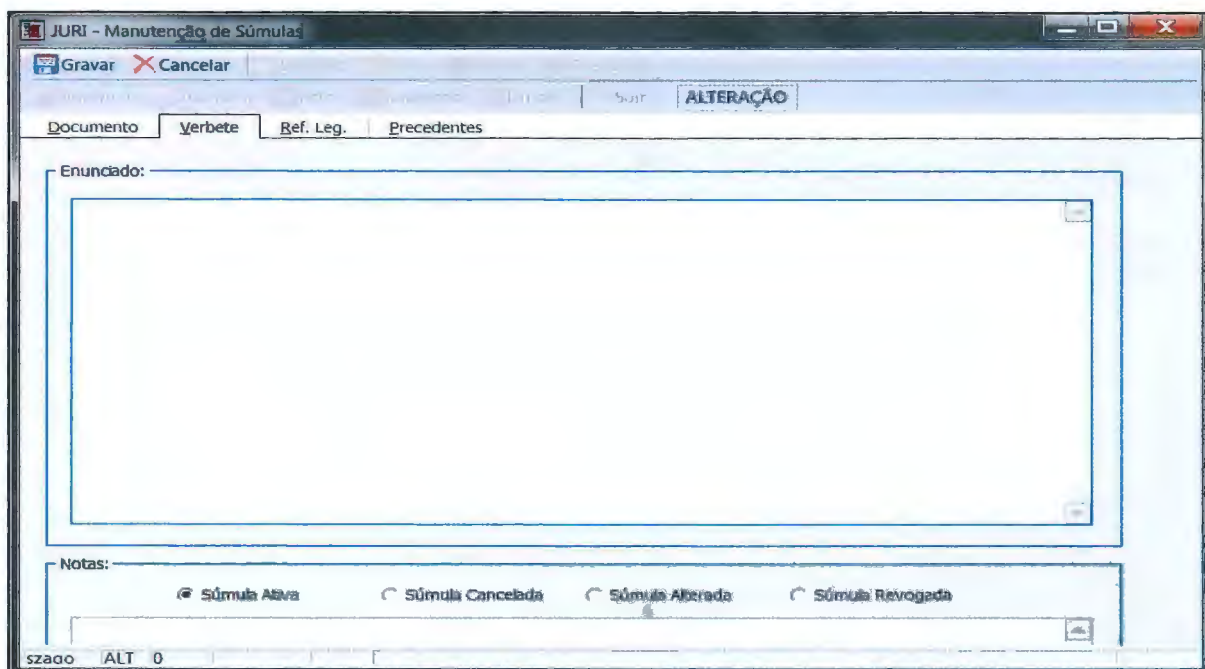 JURI - Manutenção de Súmulas
Gravar Cancelar
Sair ALTERAÇÃO
Documento Verbete Ref. Leg. Precedentes
Enunciado:
Notas:
Súmula Ativa Súmula Cancelada Súmula Alterada Súmula Revogada
szago ALT 0